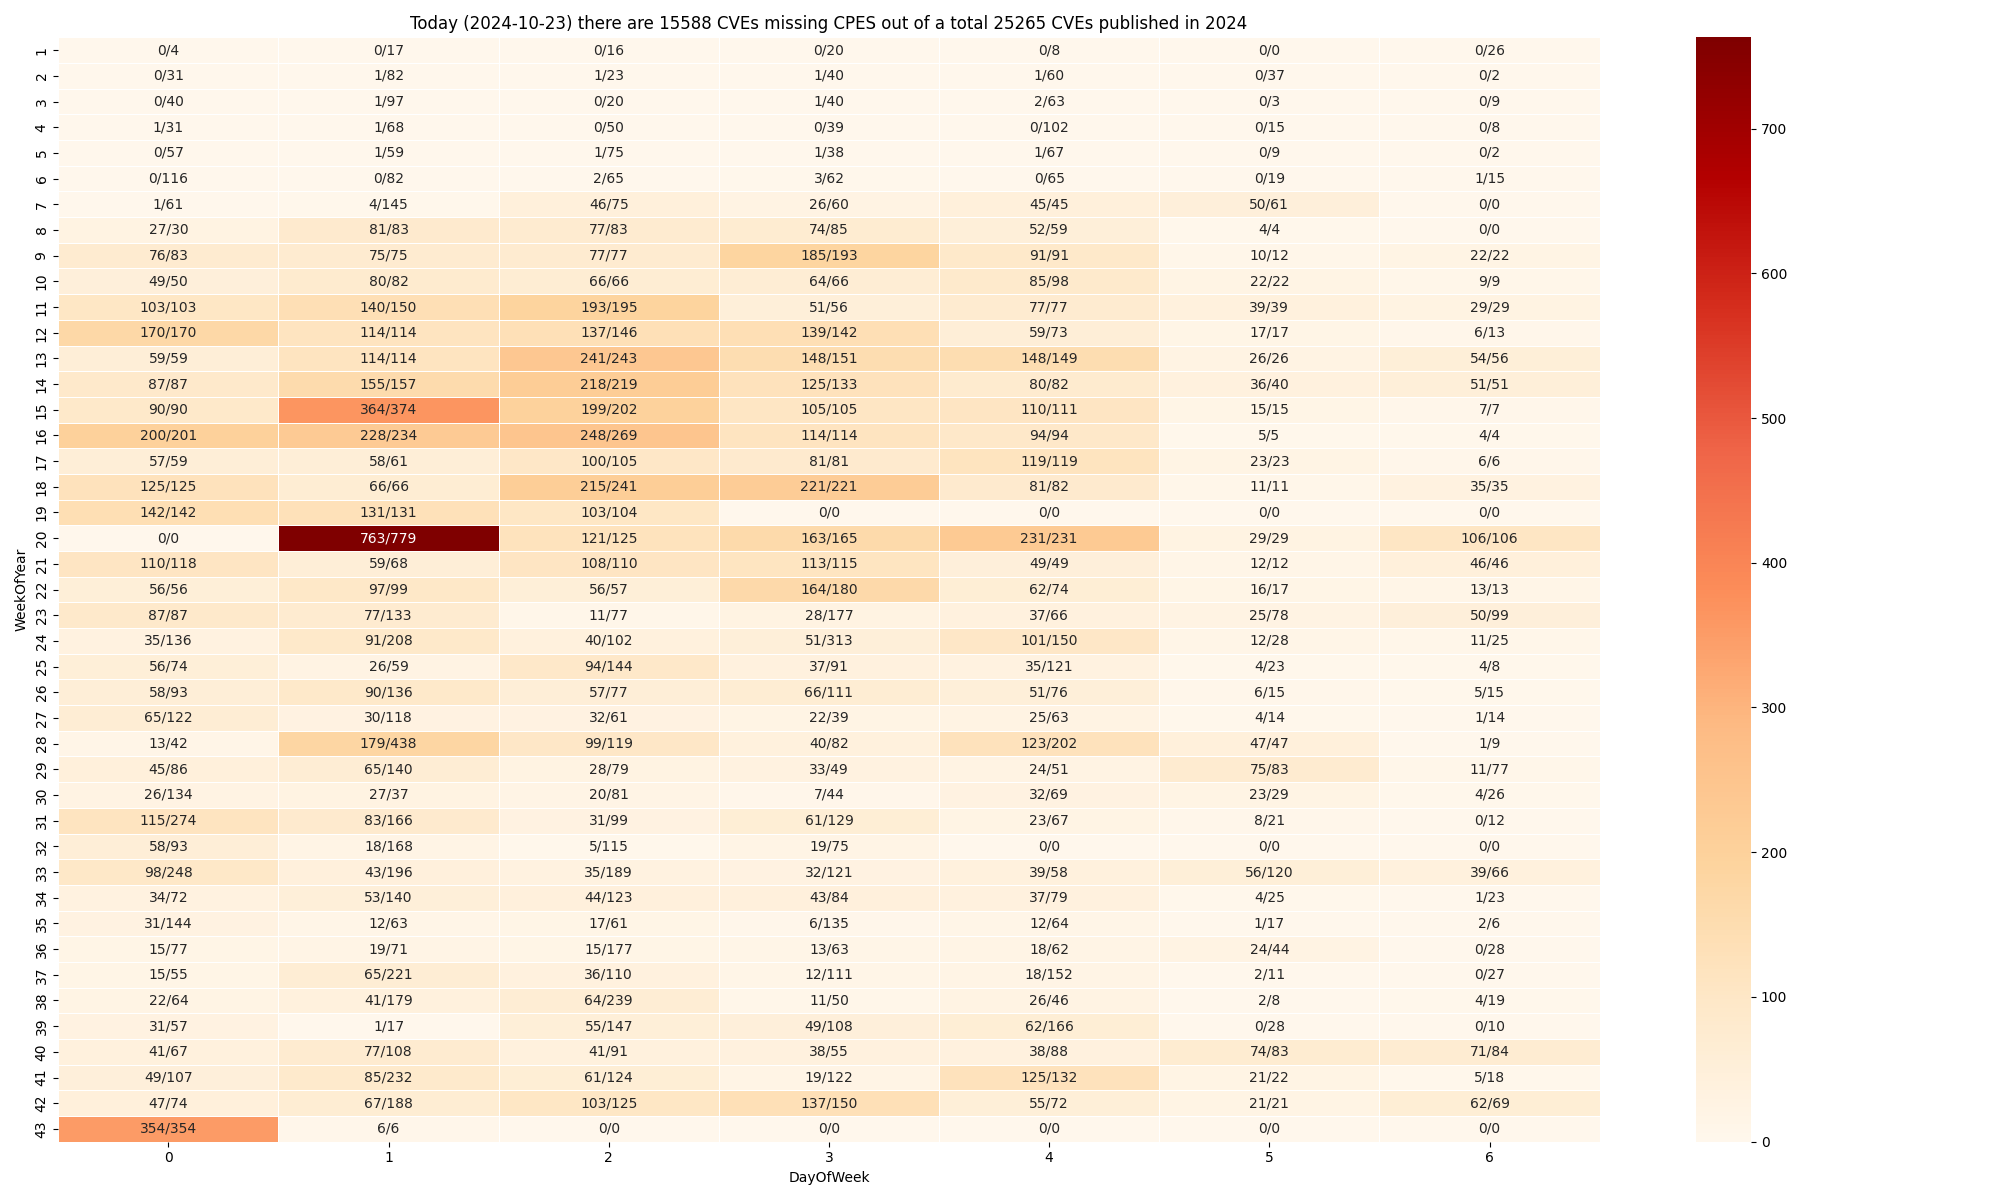 Today (2024-10-23) there are 15588 CVEs missing CPES out of a total 25265 CVEs published in 2024
WeekOfYear
1 0/4 0/17 0/16 0/20 0/8 0/0 0/26
2 0/31 1/82 1/23 1/40 1/60 0/37 0/2
3 0/40 1/97 0/20 1/40 2/63 0/3 0/9
4 1/31 1/68 0/50 0/39 0/102 0/15 0/8
5 0/57 1/59 1/75 1/38 1/67 0/9 0/2
6 0/116 0/82 2/65 3/62 0/65 0/19 1/15
7 1/61 4/145 46/75 26/60 45/45 50/61 0/0
8 27/30 81/83 77/83 74/85 52/59 4/4 0/0
9 76/83 75/75 77/77 185/193 91/91 10/12 22/22
10 49/50 80/82 66/66 64/66 85/98 22/22 9/9
11 103/103 140/150 193/195 51/56 77/77 39/39 29/29
12 170/170 114/114 137/146 139/142 59/73 17/17 6/13
13 59/59 114/114 241/243 148/151 148/149 26/26 54/56
14 87/87 155/157 218/219 125/133 80/82 36/40 51/51
15 90/90 364/374 199/202 105/105 110/111 15/15 7/7
16 200/201 228/234 248/269 114/114 94/94 5/5 4/4
17 57/59 58/61 100/105 81/81 119/119 23/23 6/6
18 125/125 66/66 215/241 221/221 81/82 11/11 35/35
19 142/142 131/131 103/104 0/0 0/0 0/0 0/0
20 0/0 763/779 121/125 163/165 231/231 29/29 106/106
21 110/118 59/68 108/110 113/115 49/49 12/12 46/46
22 56/56 97/99 56/57 164/180 62/74 16/17 13/13
23 87/87 77/133 11/77 28/177 37/66 25/78 50/99
24 35/136 91/208 40/102 51/313 101/150 12/28 11/25
25 56/74 26/59 94/144 37/91 35/121 4/23 4/8
26 58/93 90/136 57/77 66/111 51/76 6/15 5/15
27 65/122 30/118 32/61 22/39 25/63 4/14 1/14
28 13/42 179/438 99/119 40/82 123/202 47/47 1/9
29 45/86 65/140 28/79 33/49 24/51 75/83 11/77
30 26/134 27/37 20/81 7/44 32/69 23/29 4/26
31 115/274 83/166 31/99 61/129 23/67 8/21 0/12
32 58/93 18/168 5/115 19/75 0/0 0/0 0/0
33 98/248 43/196 35/189 32/121 39/58 56/120 39/66
34 34/72 53/140 44/123 43/84 37/79 4/25 1/23
35 31/144 12/63 17/61 6/135 12/64 1/17 2/6
36 15/77 19/71 15/177 13/63 18/62 24/44 0/28
37 15/55 65/221 36/110 12/111 18/152 2/11 0/27
38 22/64 41/179 64/239 11/50 26/46 2/8 4/19
39 31/57 1/17 55/147 49/108 62/166 0/28 0/10
40 41/67 77/108 41/91 38/55 38/88 74/83 71/84
41 49/107 85/232 61/124 19/122 125/132 21/22 5/18
42 47/74 67/188 103/125 137/150 55/72 21/21 62/69
43 354/354 6/6 0/0 0/0 0/0 0/0 0/0
0 1 2 3 4 5 6
DayOfWeek
700
600
500
400
300
200
100
0